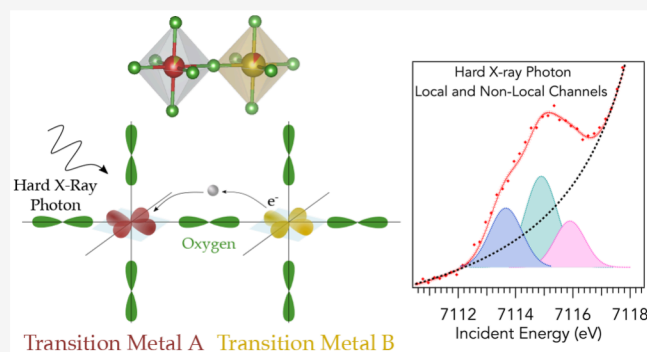 Hard X-Ray
Photon
e-
Oxygen
Transition Metal A
Transition Metal B
Hard X-ray Photon
Local and Non-Local Channels
7112 7114 7116 7118
Incident Energy (eV)